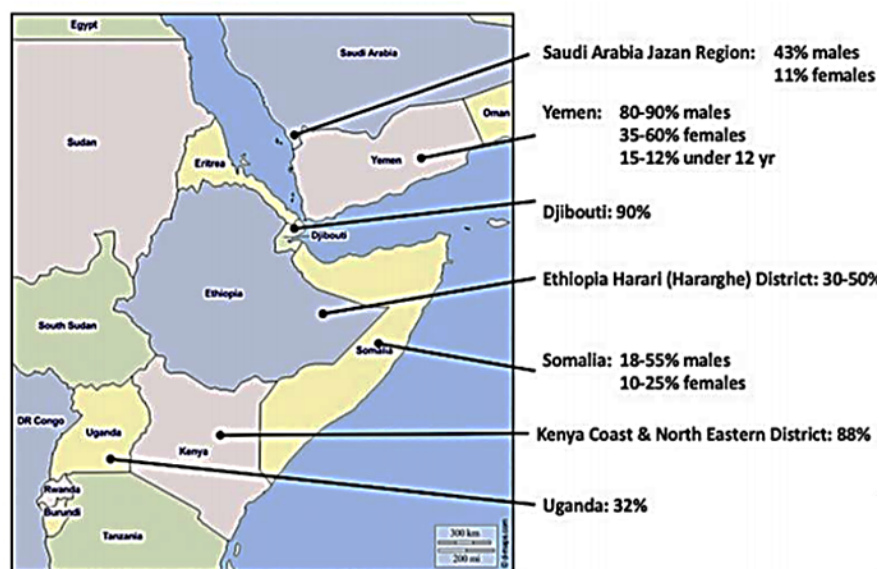 Egypt
Saudi Arabia
Sudan
Oman
Yemen
Eritrea
Djibouti
Ethiopia
South Sudan
Somalia
DR Congo
Uganda
Kenya
Rwanda
Burundi
Tanzania
300 km
200 mi
© d-maps.com
Saudi Arabia Jazan Region: 43% males
11% females
Yemen: 80-90% males
35-60% females
15-12% under 12 yr
Djibouti: 90%
Ethiopia Harari (Hararghe) District: 30-50%
Somalia: 18-55% males
10-25% females
Kenya Coast & North Eastern District: 88%
Uganda: 32%